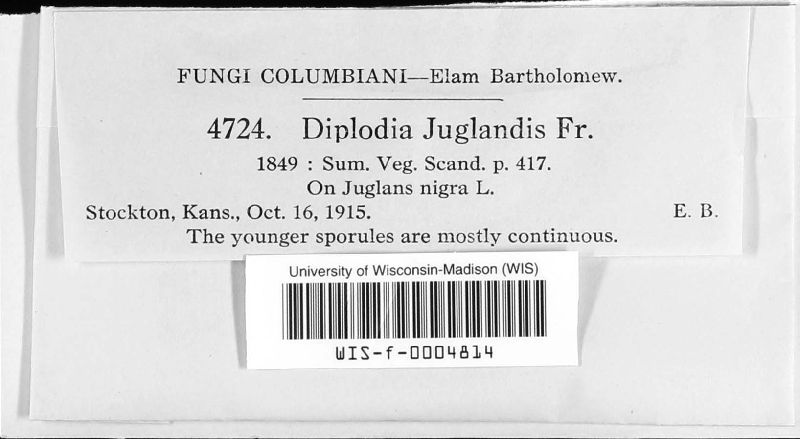 FUNGI COLUMBIANI—Elam Bartholomew.
4724. Diplodia Juglandis Fr.
1849 : Sum. Veg. Scand. p. 417.
On Juglans nigra L.
Stockton, Kans., Oct. 16, 1915. E. B.
The younger sporules are mostly continuous.
University of Wisconsin-Madison (WIS)
WIS-f-0004814